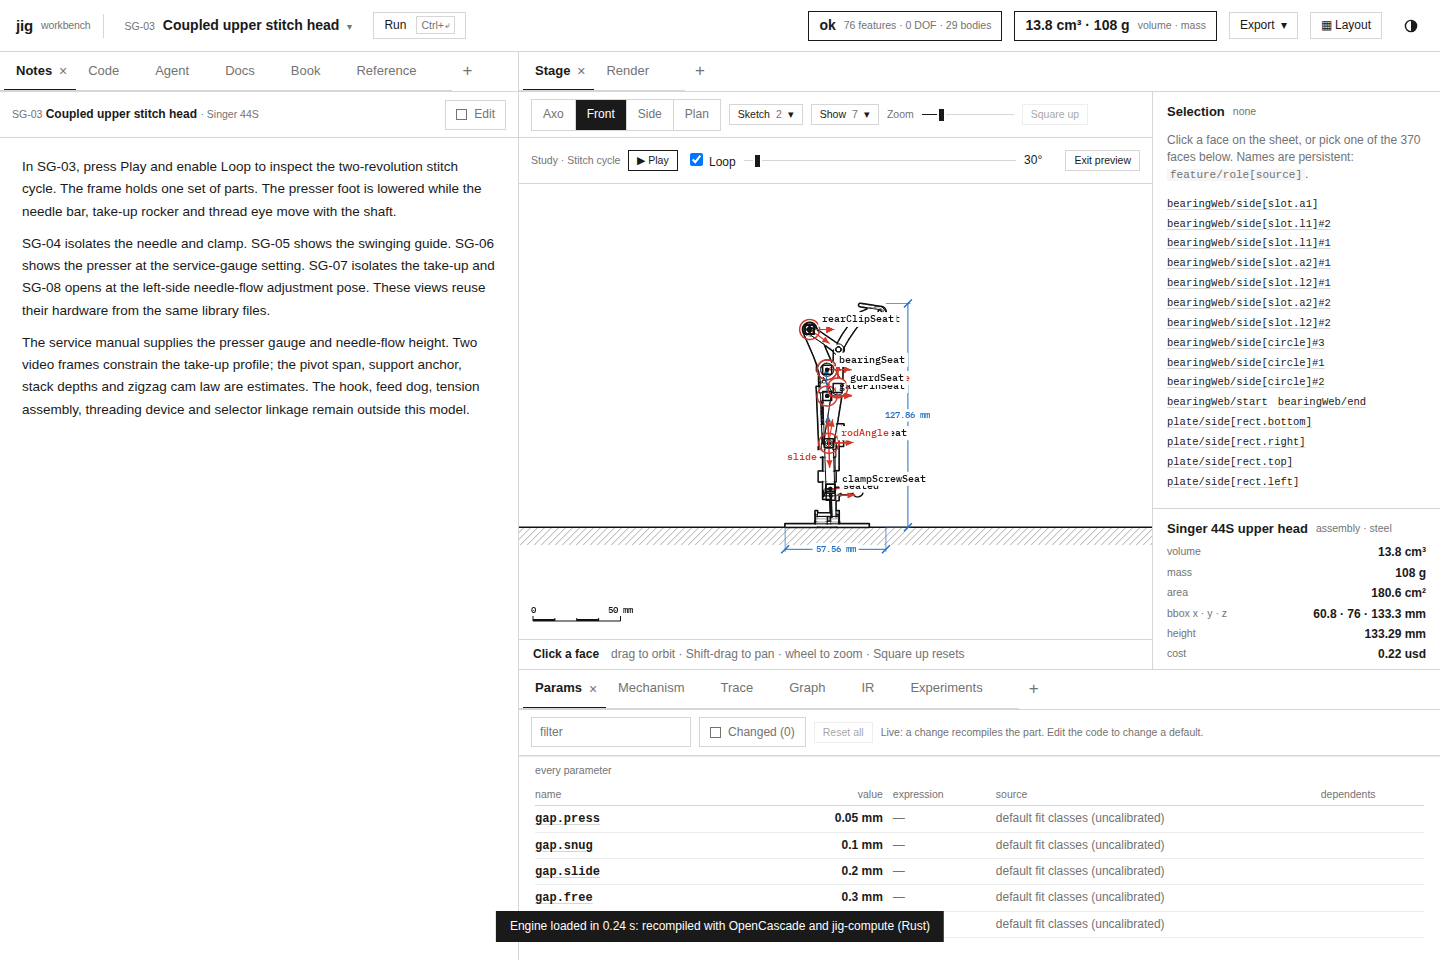 jig workbench SG-03 Coupled upper stitch head ▾ Run Ctrl+↵ ok 76 features · 0 DOF · 29 bodies 13.8 cm³ · 108 g volume · mass Export ▾ ▦ Layout
Notes × Code Agent Docs Book Reference +
Stage × Render +
SG-03 Coupled upper stitch head · Singer 44S Edit
Axo Front Side Plan Sketch 2 ▾ Show 7 ▾ Zoom Square up
Study · Stitch cycle ▶ Play Loop 30° Exit preview
In SG-03, press Play and enable Loop to inspect the two-revolution stitch
cycle. The frame holds one set of parts. The presser foot is lowered while the
needle bar, take-up rocker and thread eye move with the shaft.
SG-04 isolates the needle and clamp. SG-05 shows the swinging guide. SG-06
shows the presser at the service-gauge setting. SG-07 isolates the take-up and
SG-08 opens at the left-side needle-flow adjustment pose. These views reuse
their hardware from the same library files.
The service manual supplies the presser gauge and needle-flow height. Two
video frames constrain the take-up profile; the pivot span, support anchor,
stack depths and zigzag cam law are estimates. The hook, feed dog, tension
assembly, threading device and selector linkage remain outside this model.
rearClipSeat
bearingSeat
guardSeat
127.86 mm
rodAngle
slide
clampScrewSeat
57.56 mm
0 50 mm
Click a face drag to orbit · Shift-drag to pan · wheel to zoom · Square up resets
Selection none
Click a face on the sheet, or pick one of the 370
faces below. Names are persistent:
feature/role[source].
bearingWeb/side[slot.a1]
bearingWeb/side[slot.l1]#2
bearingWeb/side[slot.l1]#1
bearingWeb/side[slot.a2]#1
bearingWeb/side[slot.l2]#1
bearingWeb/side[slot.a2]#2
bearingWeb/side[slot.l2]#2
bearingWeb/side[circle]#3
bearingWeb/side[circle]#1
bearingWeb/side[circle]#2
bearingWeb/start bearingWeb/end
plate/side[rect.bottom]
plate/side[rect.right]
plate/side[rect.top]
plate/side[rect.left]
Singer 44S upper head assembly · steel
volume 13.8 cm³
mass 108 g
area 180.6 cm²
bbox x · y · z 60.8 · 76 · 133.3 mm
height 133.29 mm
cost 0.22 usd
Params × Mechanism Trace Graph IR Experiments +
filter Changed (0) Reset all Live: a change recompiles the part. Edit the code to change a default.
every parameter
name value expression source dependents
gap.press 0.05 mm — default fit classes (uncalibrated)
gap.snug 0.1 mm — default fit classes (uncalibrated)
gap.slide 0.2 mm — default fit classes (uncalibrated)
gap.free 0.3 mm — default fit classes (uncalibrated)
default fit classes (uncalibrated)
Engine loaded in 0.24 s: recompiled with OpenCascade and jig-compute (Rust)